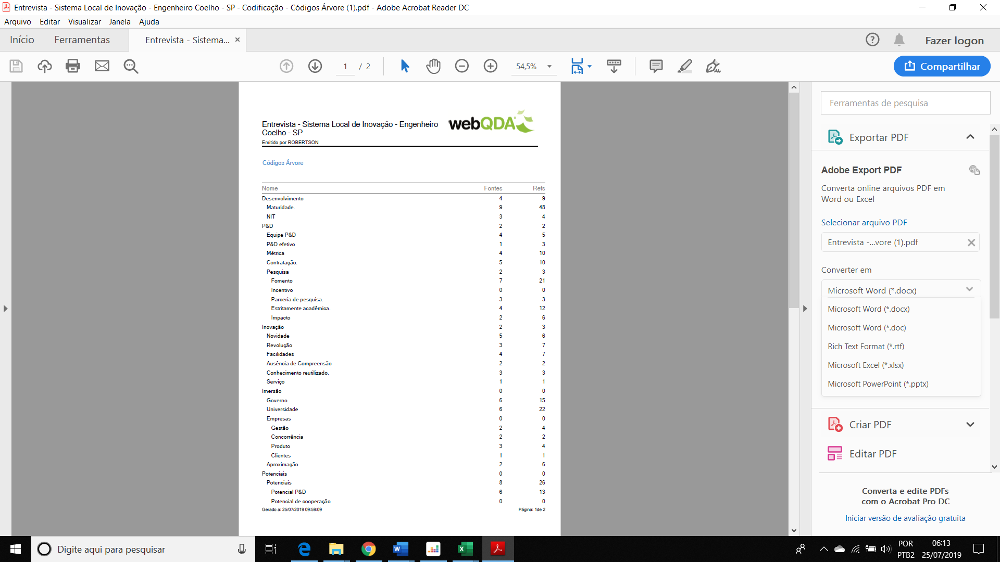 Entrevista - Sistema Local de Inovação - Engenheiro Coelho - SP - Codificação - Códigos Árvore (1).pdf - Adobe Acrobat Reader DC
Arquivo Editar Visualizar Janela Ajuda
Início Ferramentas Entrevista - Sistema... × Fazer logon
1 / 2 54,5% Compartilhar
Ferramentas de pesquisa
Entrevista - Sistema Local de Inovação - Engenheiro
Coelho - SP
webQDA
Emitido por ROBERTSON
Códigos Árvore
Nome Fontes Refs
Desenvolvimento 4 9
Maturidade. 9 48
NIT 3 4
P&D 2 2
Equipe P&D 4 5
P&D efetivo 1 3
Métrica 4 10
Contratação. 5 10
Pesquisa 2 3
Fomento 7 21
Incentivo 0 0
Parceria de pesquisa. 3 3
Estritamente acadêmica. 4 12
Impacto 2 6
Inovação 2 3
Novidade 5 6
Revolução 3 7
Facilidades 4 7
Ausência de Compreensão 2 2
Conhecimento reutilizado. 3 3
Serviço 1 1
Imersão 0 0
Governo 6 15
Universidade 6 22
Empresas 0 0
Gestão 2 4
Concorrência 2 2
Produto 3 4
Clientes 1 1
Aproximação 2 6
Potenciais 0 0
Potenciais 8 26
Potencial P&D 6 13
Potencial de cooperação 0 0
Gerado a: 25/07/2019 09:59:09 Página: 1de 2
Exportar PDF
Adobe Export PDF
Converta online arquivos PDF em
Word ou Excel
Selecionar arquivo PDF
Entrevista -...vore (1).pdf
Converter em
Microsoft Word (*.docx)
Microsoft Word (*.docx)
Microsoft Word (*.doc)
Rich Text Format (*.rtf)
Microsoft Excel (*.xlsx)
Microsoft PowerPoint (*.pptx)
Criar PDF
Editar PDF
Converta e edite PDFs
com o Acrobat Pro DC
Iniciar versão de avaliação gratuita
Digite aqui para pesquisar
POR
PTB2
06:13
25/07/2019